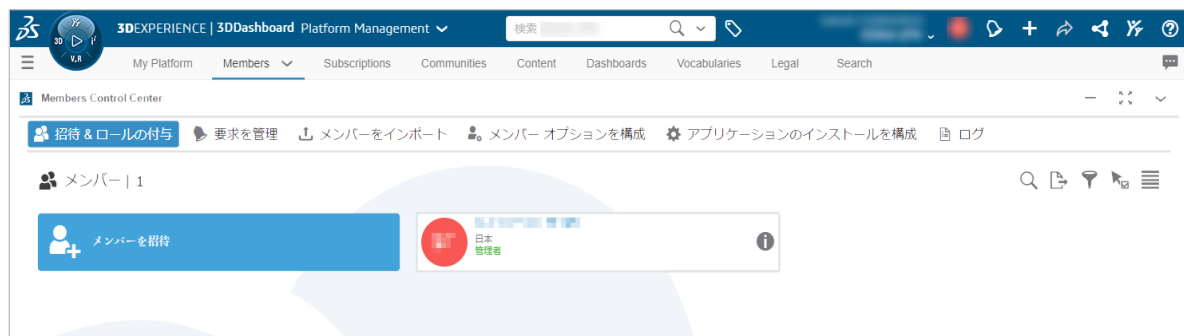 3DEXPERIENCE | 3DDashboard Platform Management
検索
3D
V.R
My Platform Members Subscriptions Communities Content Dashboards Vocabularies Legal Search
Members Control Center
招待 & ロールの付与 要求を管理 メンバーをインポート メンバー オプションを構成 アプリケーションのインストールを構成 ログ
メンバー | 1
メンバーを招待
日本
管理者